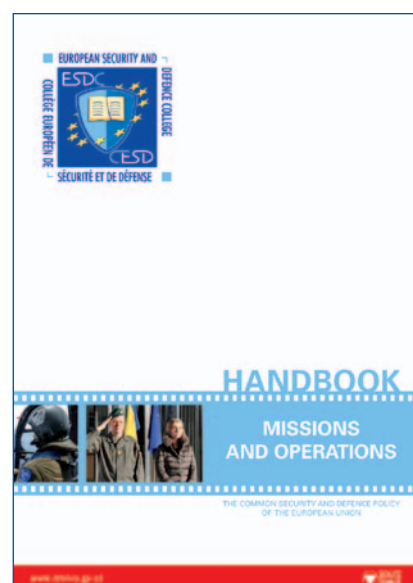 EUROPEAN SECURITY AND
DEFENCE COLLEGE
COLLÈGE EUROPÉEN DE
SÉCURITÉ ET DE DÉFENSE
ESDC
CESD
HANDBOOK
MISSIONS
AND OPERATIONS
THE COMMON SECURITY AND DEFENCE POLICY
OF THE EUROPEAN UNION